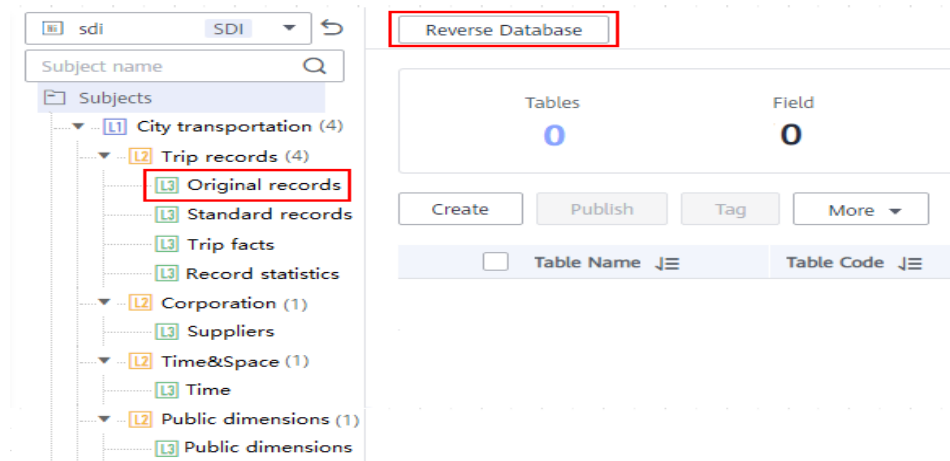 sdi SDI
Subject name
Subjects
L1 City transportation (4)
L2 Trip records (4)
L3 Original records
L3 Standard records
L3 Trip facts
L3 Record statistics
L2 Corporation (1)
L3 Suppliers
L2 Time&Space (1)
L3 Time
L2 Public dimensions (1)
L3 Public dimensions
Reverse Database
Tables Field
0 0
Create Publish Tag More
Table Name Table Code